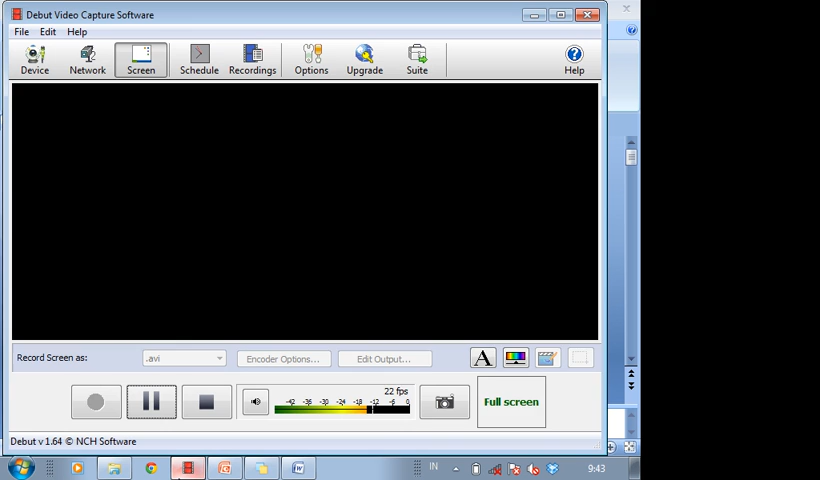 Debut Video Capture Software
File Edit Help
Device Network Screen Schedule Recordings Options Upgrade Suite Help
Record Screen as: .avi Encoder Options... Edit Output... A
22 fps
-42 -36 -30 -24 -18 -12 -6 0
Full screen
Debut v 1.64 © NCH Software
IN 9:43